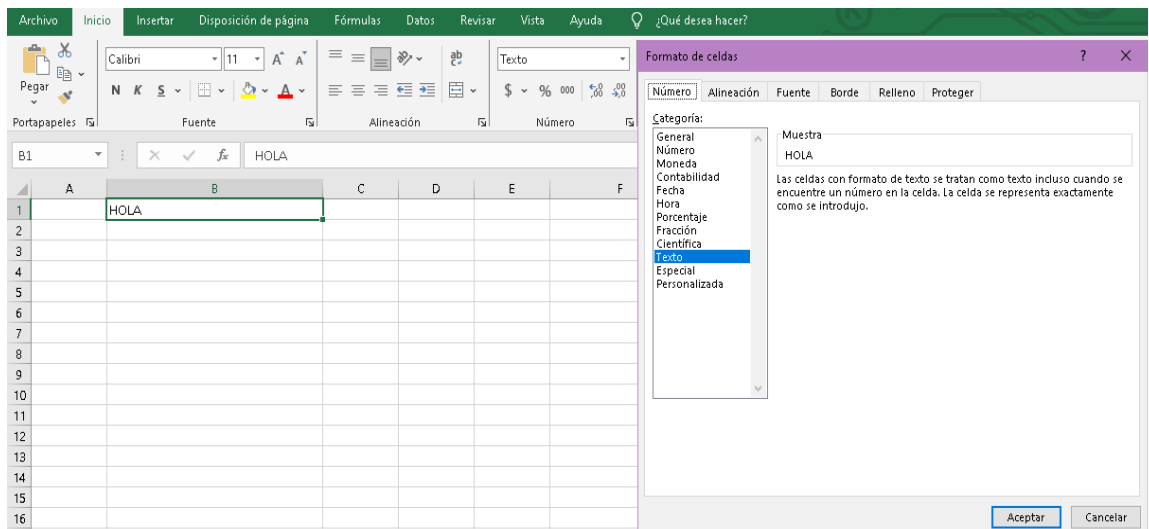 Archivo Inicio Insertar Disposición de página Fórmulas Datos Revisar Vista Ayuda ¿Qué desea hacer?
Pegar
Calibri 11 A A
N K S A
ab
Texto
$ % 000
Portapapeles Fuente Alineación Número
B1 fx HOLA
A B C D E F
1 HOLA
2
3
4
5
6
7
8
9
10
11
12
13
14
15
16
Formato de celdas ? X
Número Alineación Fuente Borde Relleno Proteger
Categoría:
General
Número
Moneda
Contabilidad
Fecha
Hora
Porcentaje
Fracción
Científica
Texto
Especial
Personalizada
Muestra
HOLA
Las celdas con formato de texto se tratan como texto incluso cuando se
encuentre un número en la celda. La celda se representa exactamente
como se introdujo.
Aceptar Cancelar